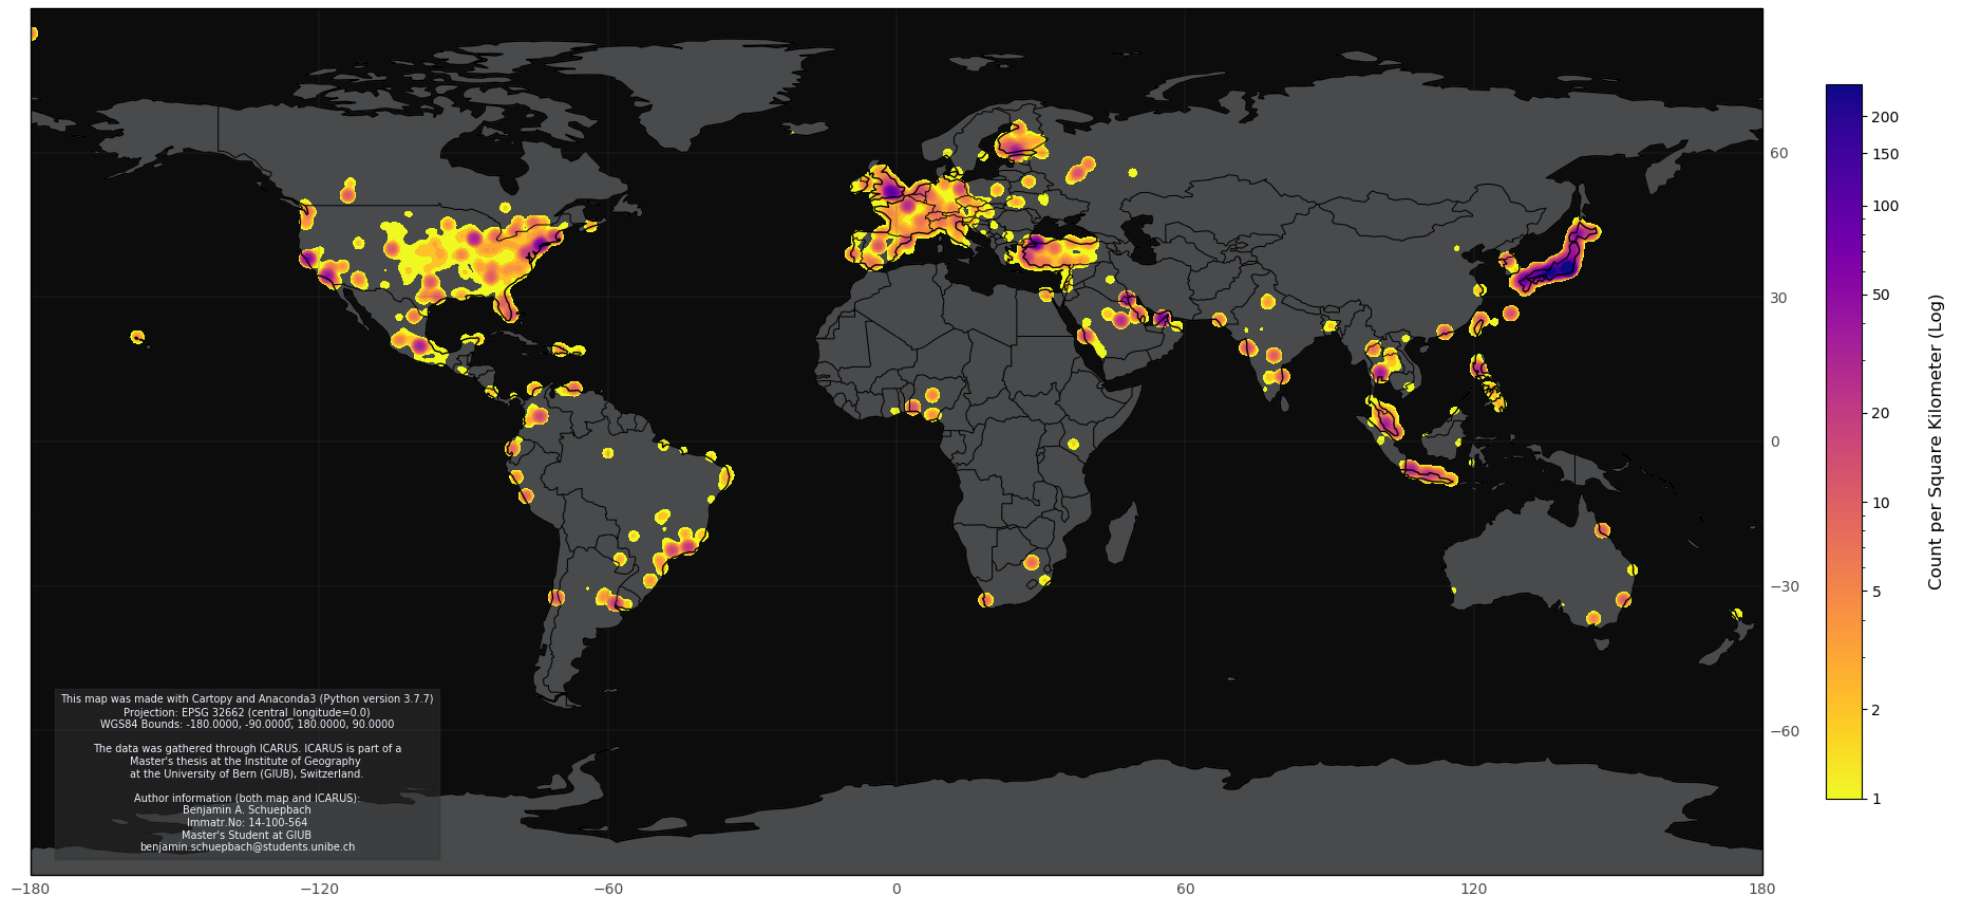 60
30
0
−30
−60
−180
−120
−60
0
60
120
180
200
150
100
50
20
10
5
2
1
Count per Square Kilometer (Log)
This map was made with Cartopy and Anaconda3 (Python version 3.7.7)
Projection: EPSG 32662 (central_longitude=0.0)
WGS84 Bounds: -180.0000, -90.0000, 180.0000, 90.0000
The data was gathered through ICARUS. ICARUS is part of a
Master's thesis at the Institute of Geography
at the University of Bern (GIUB), Switzerland.
Author information (both map and ICARUS):
Benjamin A. Schuepbach
Immatr.No: 14-100-564
Master's Student at GIUB
benjamin.schuepbach@students.unibe.ch